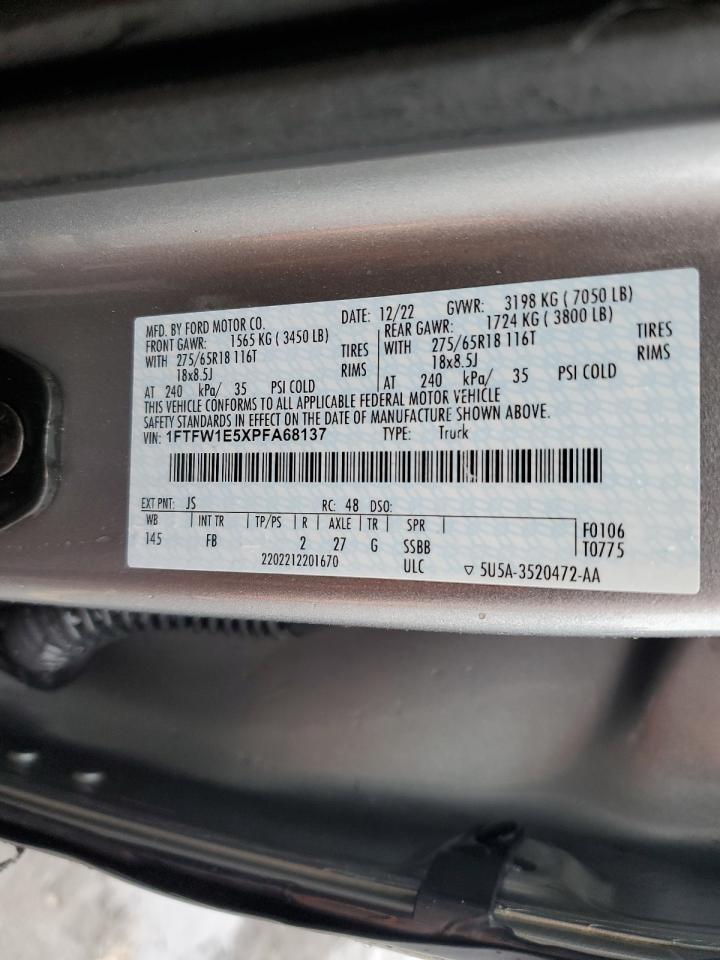 MFD. BY FORD MOTOR CO. DATE: 12/22 GVWR: 3198 KG ( 7050 LB)
FRONT GAWR: 1565 KG ( 3450 LB) REAR GAWR: 1724 KG ( 3800 LB)
WITH 275/65R18 116T TIRES WITH 275/65R18 116T TIRES
18x8.5J RIMS 18x8.5J RIMS
AT 240 kPa/ 35 PSI COLD AT 240 kPa/ 35 PSI COLD
THIS VEHICLE CONFORMS TO ALL APPLICABLE FEDERAL MOTOR VEHICLE
SAFETY STANDARDS IN EFFECT ON THE DATE OF MANUFACTURE SHOWN ABOVE.
VIN: 1FTFW1E5XPFA68137 TYPE: Truck
EXT PNT: JS RC: 48 DSO:
WB INT TR TP/PS R AXLE TR SPR F0106
145 FB 2 27 G SSBB T0775
2202212201670 ULC ▽ 5U5A-3520472-AA